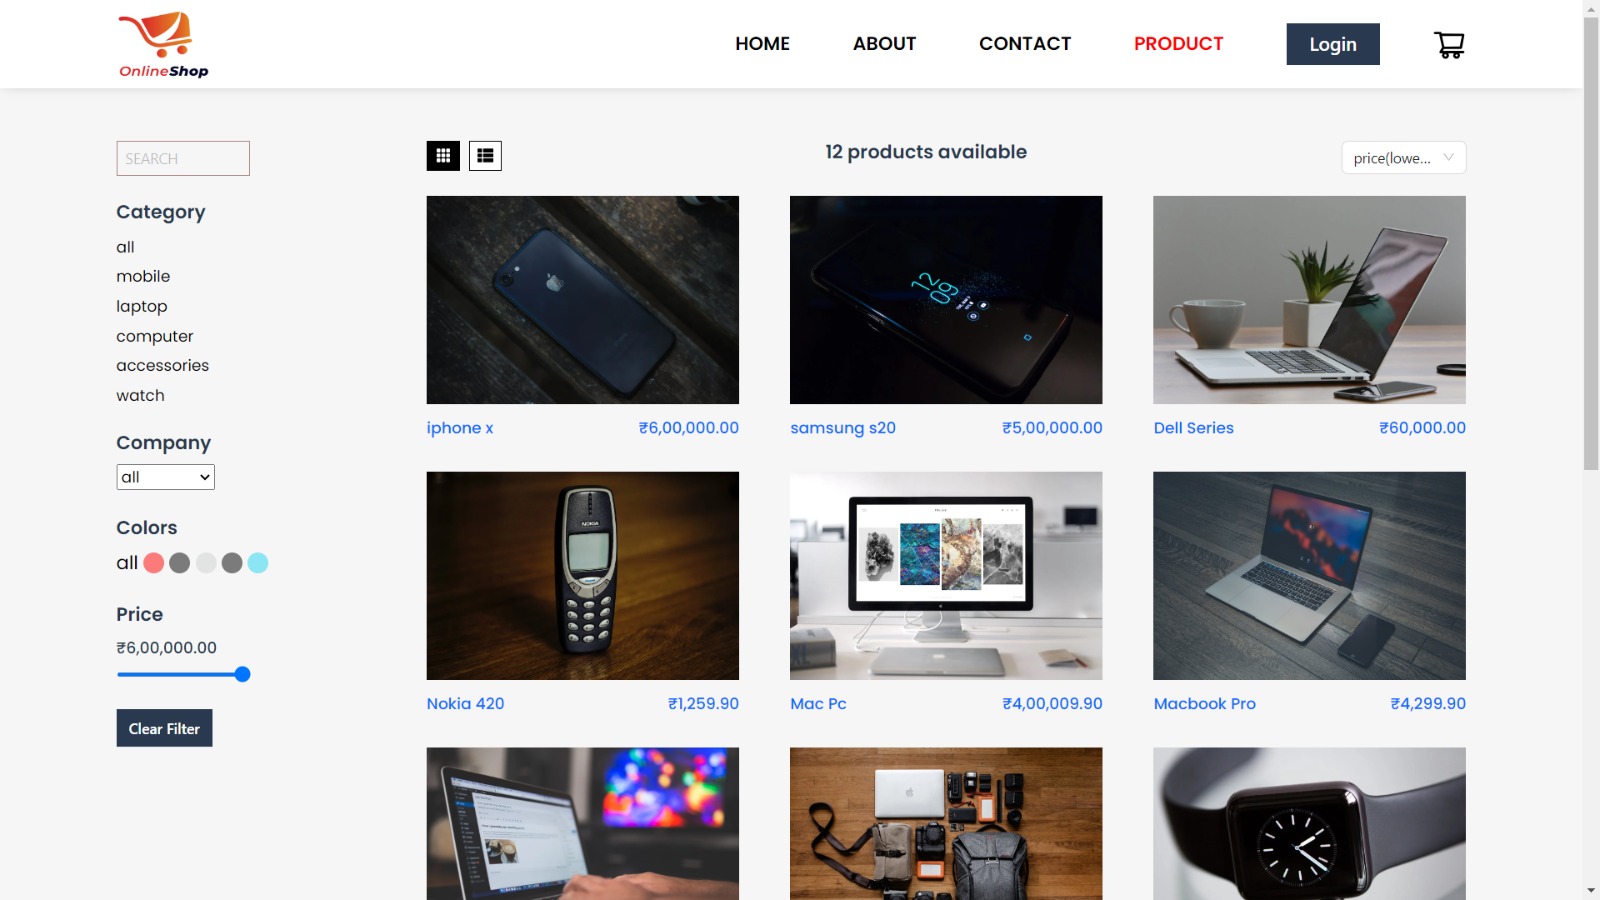 OnlineShop
HOME
ABOUT
CONTACT
PRODUCT
Login
SEARCH
Category
all
mobile
laptop
computer
accessories
watch
Company
all
Colors
all
Price
₹6,00,000.00
Clear Filter
12 products available
price(lowe...
12
09
iphone x
₹6,00,000.00
samsung s20
₹5,00,000.00
Dell Series
₹60,000.00
NOKIA
Nokia 420
₹1,259.90
Mac Pc
₹4,00,009.90
Macbook Pro
₹4,299.90